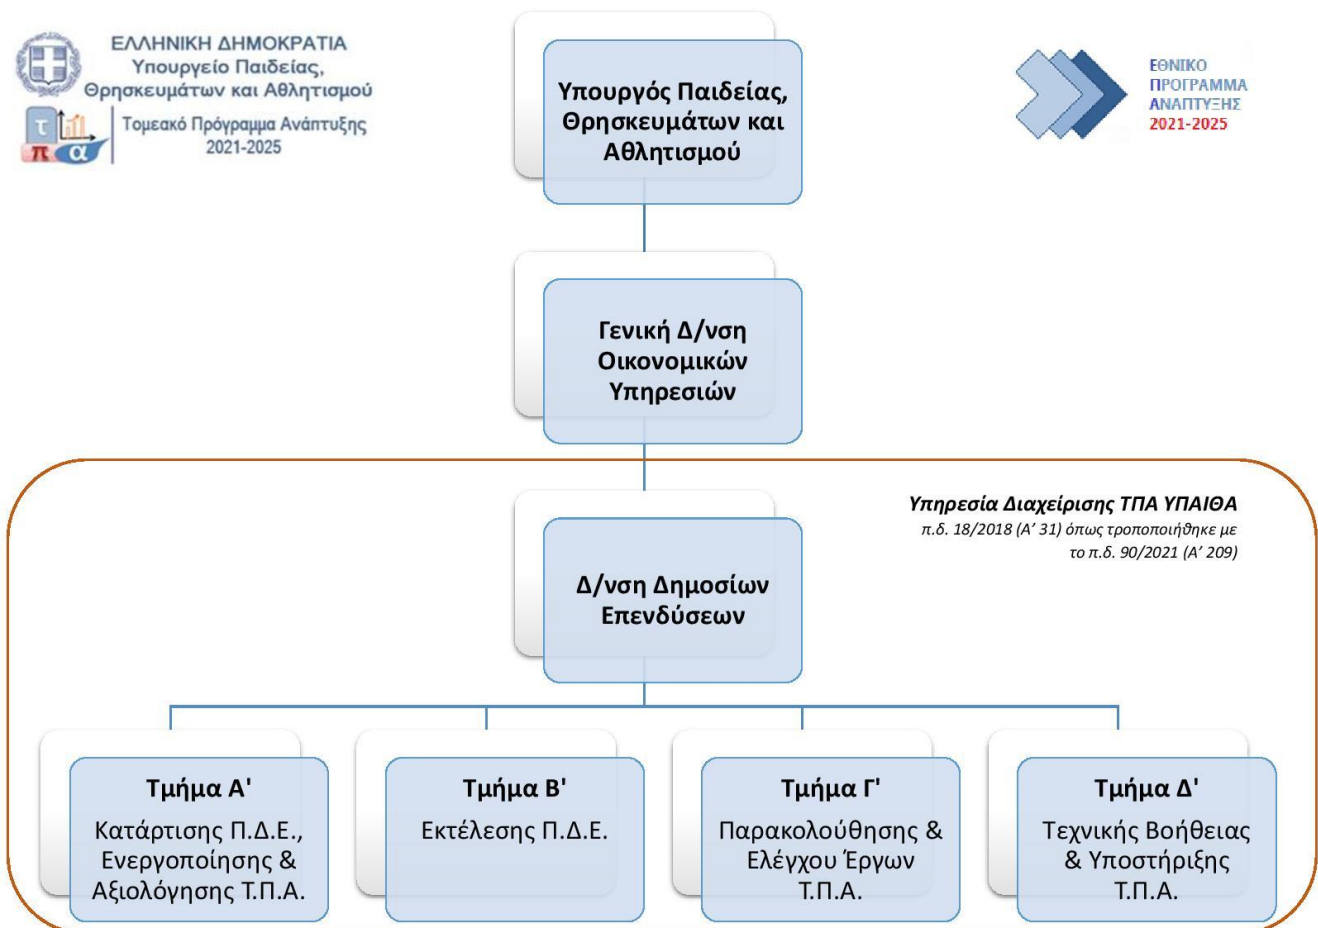 ΕΛΛΗΝΙΚΗ ΔΗΜΟΚΡΑΤΙΑ
Υπουργείο Παιδείας,
Θρησκευμάτων και Αθλητισμού
τ
π α
Τομεακό Πρόγραμμα Ανάπτυξης
2021-2025
Υπουργός Παιδείας,
Θρησκευμάτων και
Αθλητισμού
ΕΘΝΙΚΟ
ΠΡΟΓΡΑΜΜΑ
ΑΝΑΠΤΥΞΗΣ
2021-2025
Γενική Δ/νση
Οικονομικών
Υπηρεσιών
Υπηρεσία Διαχείρισης ΤΠΑ ΥΠΑΙΘΑ
π.δ. 18/2018 (Α’ 31) όπως τροποποιήθηκε με
το π.δ. 90/2021 (Α’ 209)
Δ/νση Δημοσίων
Επενδύσεων
Τμήμα Α'
Κατάρτισης Π.Δ.Ε.,
Ενεργοποίησης &
Αξιολόγησης Τ.Π.Α.
Τμήμα Β'
Εκτέλεσης Π.Δ.Ε.
Τμήμα Γ'
Παρακολούθησης &
Ελέγχου Έργων
Τ.Π.Α.
Τμήμα Δ'
Τεχνικής Βοήθειας
& Υποστήριξης
Τ.Π.Α.